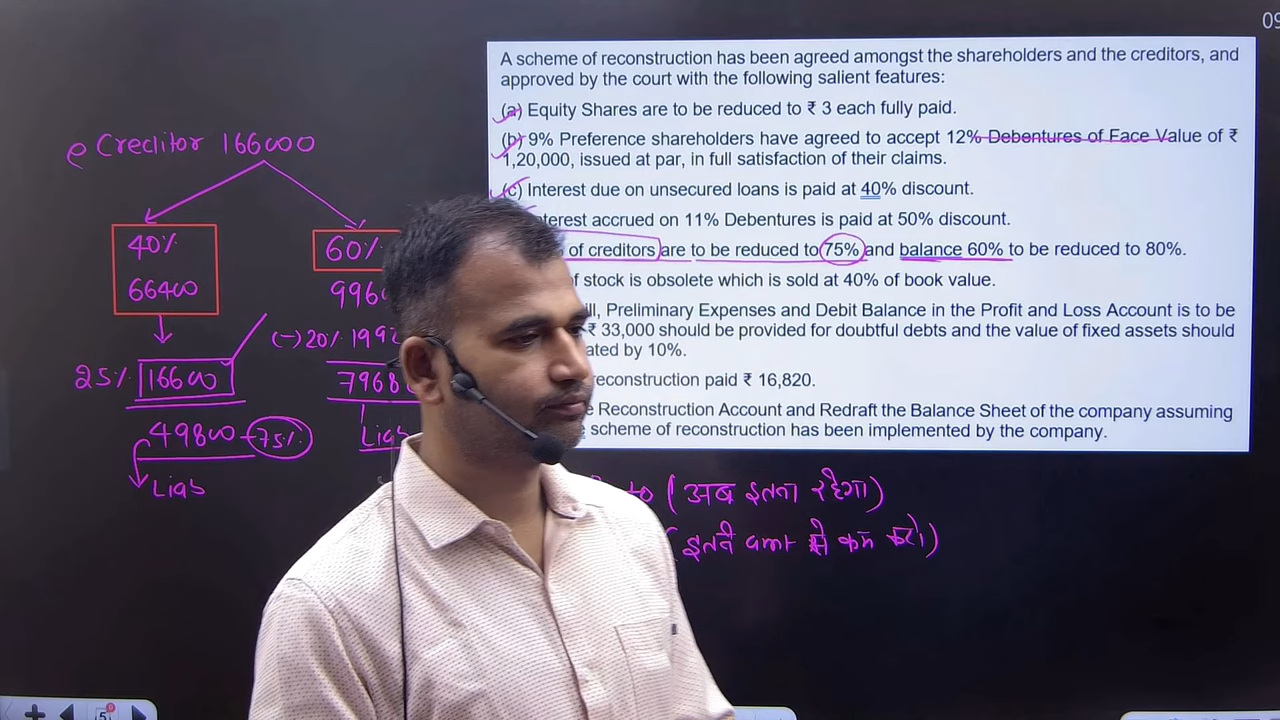 09
A scheme of reconstruction has been agreed amongst the shareholders and the creditors, and
approved by the court with the following salient features:
(a) Equity Shares are to be reduced to ₹ 3 each fully paid.
(b) 9% Preference shareholders have agreed to accept 12% Debentures of Face Value of ₹
1,20,000, issued at par, in full satisfaction of their claims.
(c) Interest due on unsecured loans is paid at 40% discount.
nterest accrued on 11% Debentures is paid at 50% discount.
of creditors are to be reduced to 75% and balance 60% to be reduced to 80%.
f stock is obsolete which is sold at 40% of book value.
ll, Preliminary Expenses and Debit Balance in the Profit and Loss Account is to be
₹ 33,000 should be provided for doubtful debts and the value of fixed assets should
ated by 10%.
reconstruction paid ₹ 16,820.
e Reconstruction Account and Redraft the Balance Sheet of the company assuming
scheme of reconstruction has been implemented by the company.
e Creditor 166000
40% 60%
66400 9960
(-) 20% 1992
25% 16600 7968
49800 - 75% Liab
Liab
to (अब इतना रहेगा)
(इतने amt से कम करो)
5